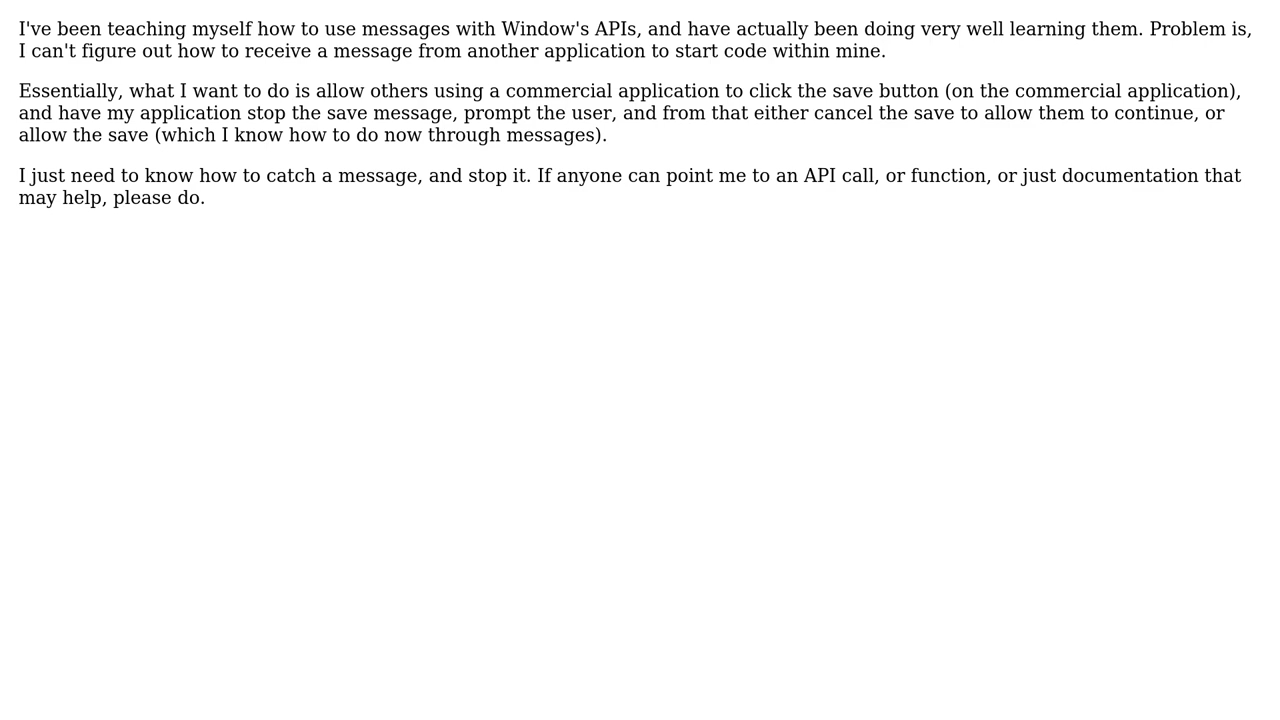 I've been teaching myself how to use messages with Window's APIs, and have actually been doing very well learning them. Problem is,
I can't figure out how to receive a message from another application to start code within mine.
Essentially, what I want to do is allow others using a commercial application to click the save button (on the commercial application),
and have my application stop the save message, prompt the user, and from that either cancel the save to allow them to continue, or
allow the save (which I know how to do now through messages).
I just need to know how to catch a message, and stop it. If anyone can point me to an API call, or function, or just documentation that
may help, please do.